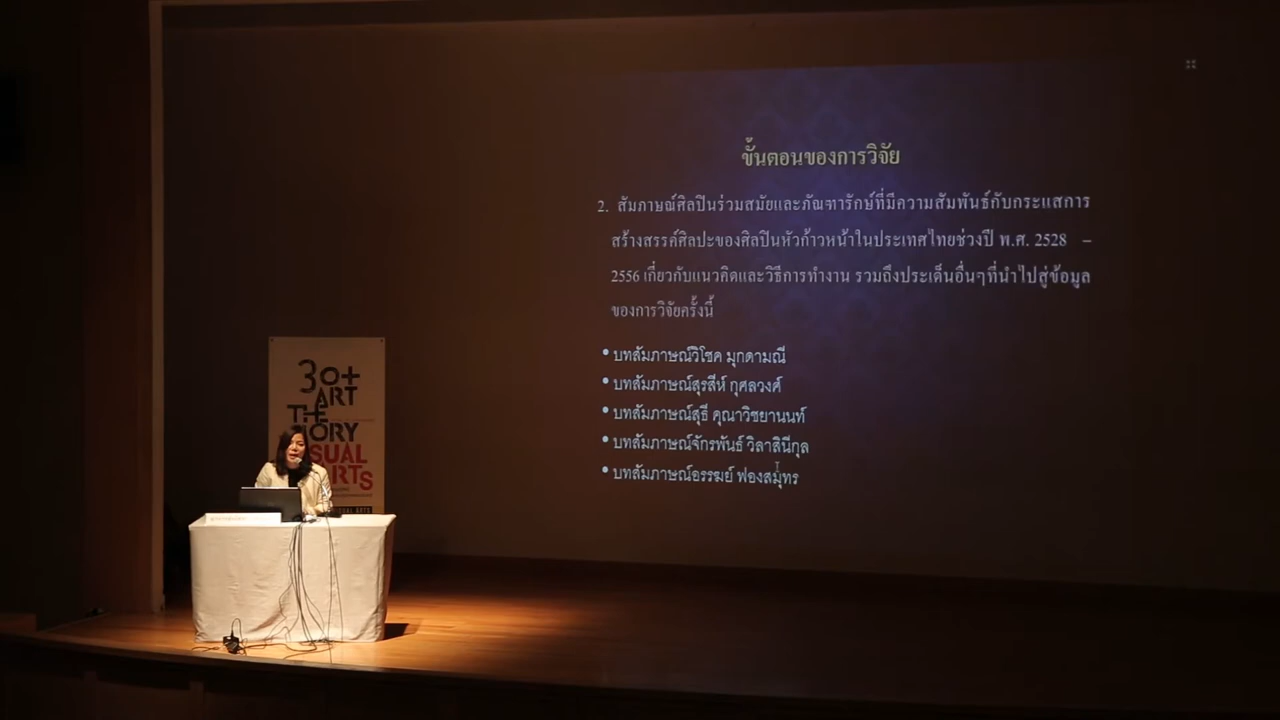 ขั้นตอนของการวิจัย
2. สัมภาษณ์ศิลปินร่วมสมัยและภัณฑารักษ์ที่มีความสัมพันธ์กับกระแสการ
สร้างสรรค์ศิลปะของศิลปินหัวก้าวหน้าในประเทศไทยช่วงปี พ.ศ. 2528 –
2556 เกี่ยวกับแนวคิดและวิธีการทำงาน รวมถึงประเด็นอื่นๆที่นำไปสู่ข้อมูล
ของการวิจัยครั้งนี้
• บทสัมภาษณ์วิโชค มุกดามณี
• บทสัมภาษณ์สุรสีห์ กุศลวงศ์
• บทสัมภาษณ์สุธี คุณาวิชยานนท์
• บทสัมภาษณ์จักรพันธ์ วิลาสินีกุล
• บทสัมภาษณ์อรรฆย์ ฟองสมุทร
30+
ART
THE